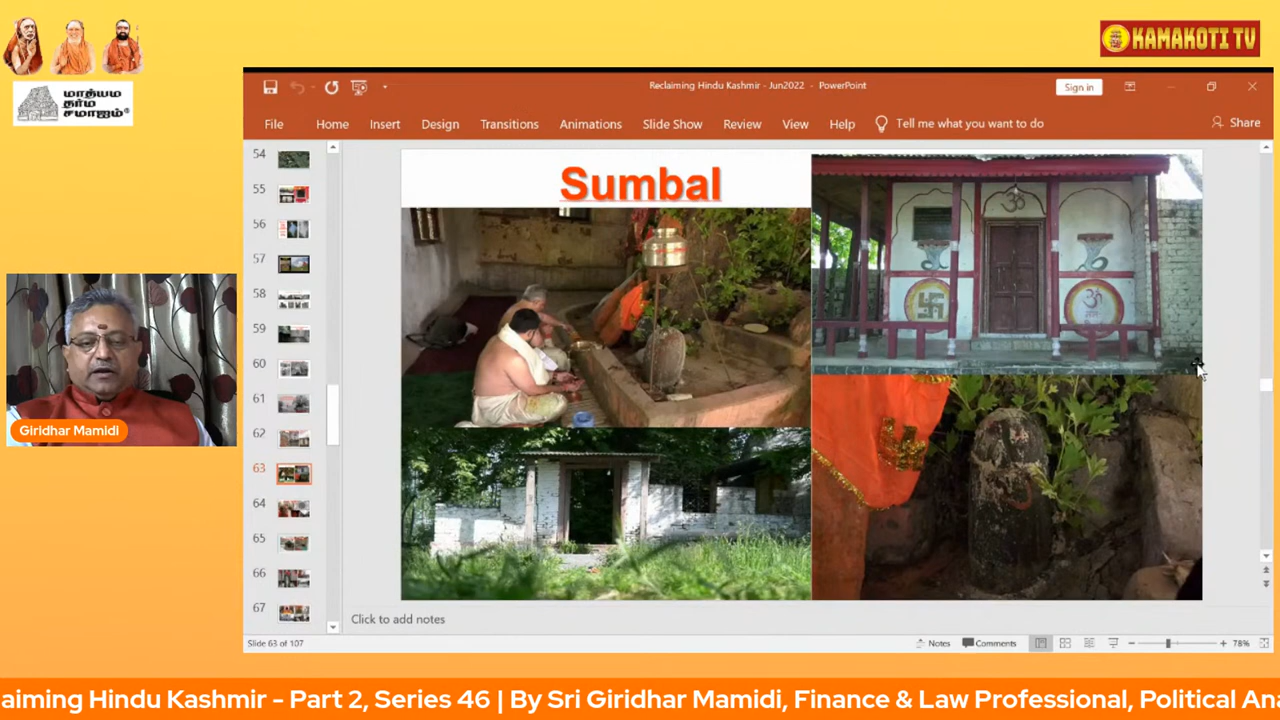 KAMAKOTI TV
மாத்யம
தர்ம
சமாஜம்®
Reclaiming Hindu Kashmir - Jun2022 - PowerPoint
Sign in
File Home Insert Design Transitions Animations Slide Show Review View Help Tell me what you want to do
Share
54
55
56
57
58
59
60
61
62
63
64
65
66
67
Sumbal
ॐ
卐
ॐ
Giridhar Mamidi
Click to add notes
Slide 63 of 107
Notes Comments
78%
aiming Hindu Kashmir - Part 2, Series 46 | By Sri Giridhar Mamidi, Finance & Law Professional, Political Ana